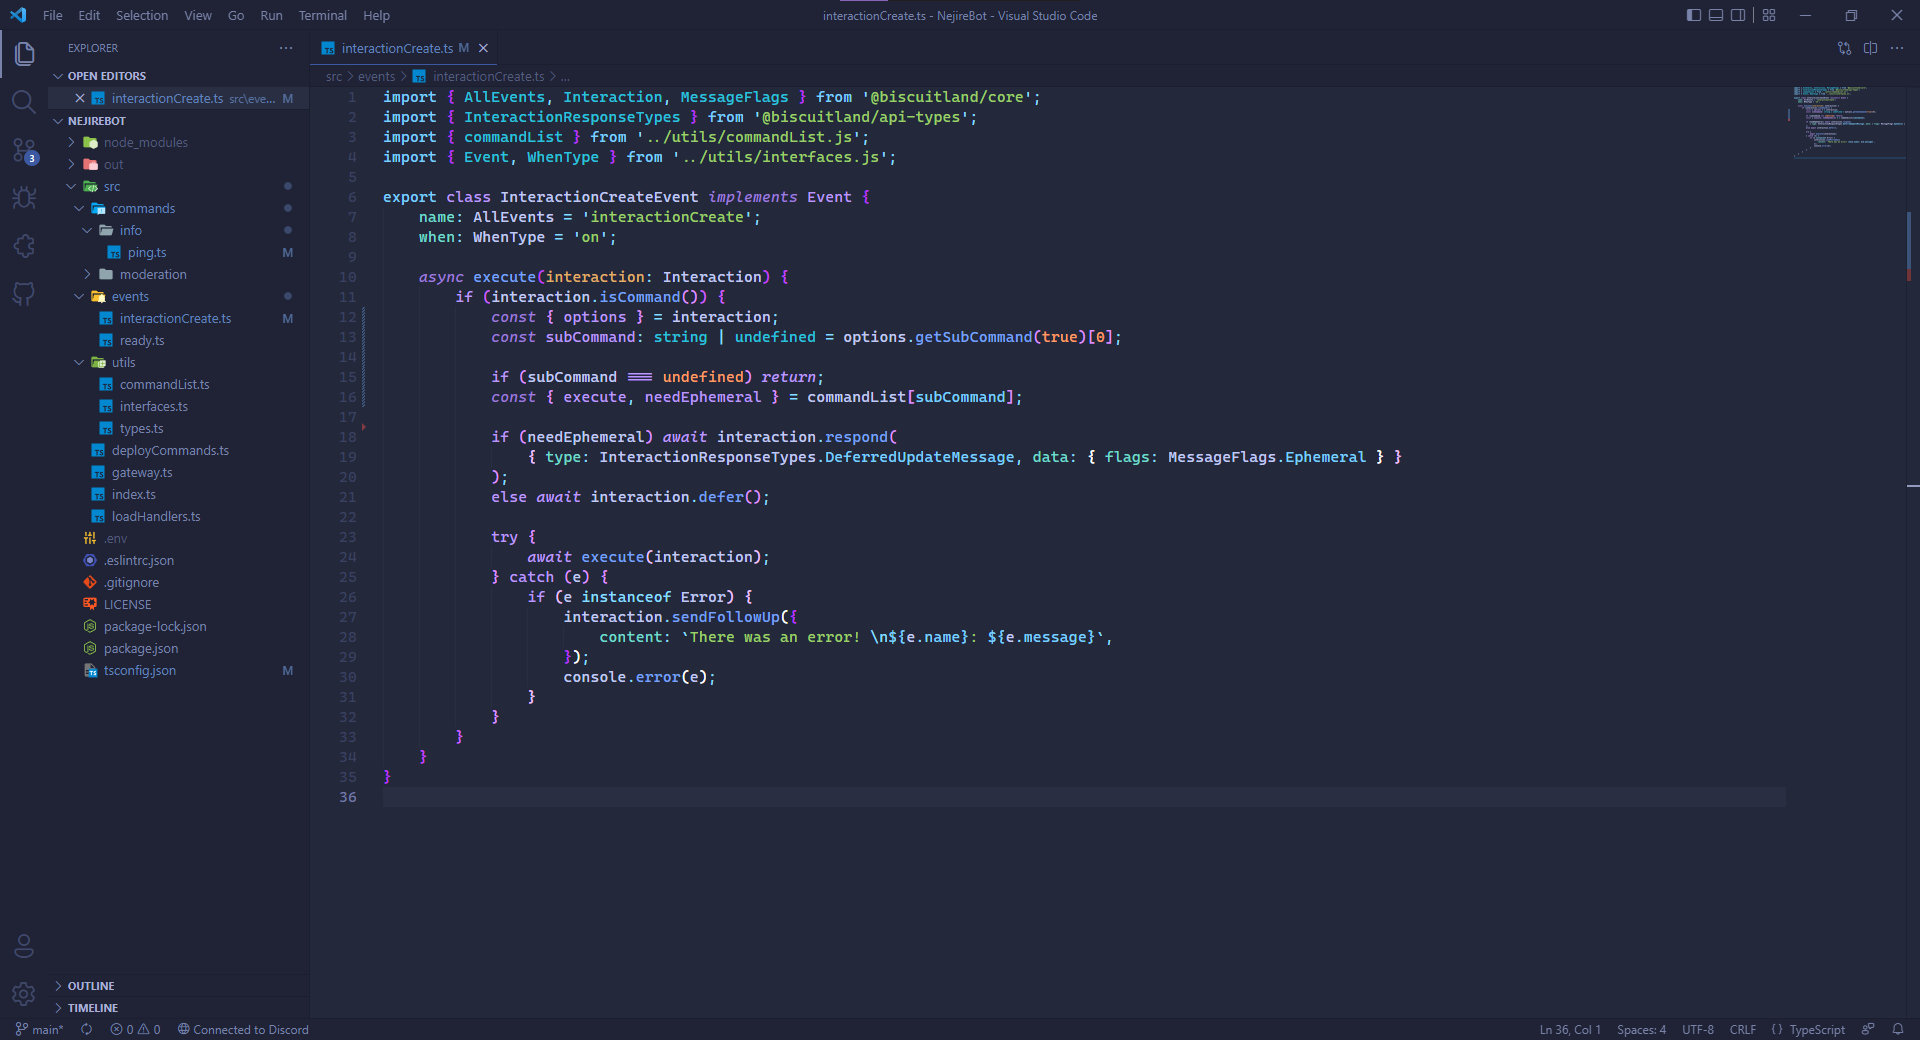 File Edit Selection View Go Run Terminal Help
interactionCreate.ts - NejireBot - Visual Studio Code
EXPLORER
OPEN EDITORS
interactionCreate.ts src\eve... M
NEJIREBOT
node_modules
out
src
commands
info
ping.ts M
moderation
events
interactionCreate.ts M
ready.ts
utils
commandList.ts
interfaces.ts
types.ts
deployCommands.ts
gateway.ts
index.ts
loadHandlers.ts
.env
.eslintrc.json
.gitignore
LICENSE
package-lock.json
package.json
tsconfig.json M
OUTLINE
TIMELINE
3
interactionCreate.ts M
src > events > interactionCreate.ts > ...
1 import { AllEvents, Interaction, MessageFlags } from '@biscuitland/core';
2 import { InteractionResponseTypes } from '@biscuitland/api-types';
3 import { commandList } from '../utils/commandList.js';
4 import { Event, WhenType } from '../utils/interfaces.js';
5
6 export class InteractionCreateEvent implements Event {
7     name: AllEvents = 'interactionCreate';
8     when: WhenType = 'on';
9
10     async execute(interaction: Interaction) {
11         if (interaction.isCommand()) {
12             const { options } = interaction;
13             const subCommand: string | undefined = options.getSubCommand(true)[0];
14
15             if (subCommand === undefined) return;
16             const { execute, needEphemeral } = commandList[subCommand];
17
18             if (needEphemeral) await interaction.respond(
19                 { type: InteractionResponseTypes.DeferredUpdateMessage, data: { flags: MessageFlags.Ephemeral } }
20             );
21             else await interaction.defer();
22
23             try {
24                 await execute(interaction);
25             } catch (e) {
26                 if (e instanceof Error) {
27                     interaction.sendFollowUp({
28                         content: `There was an error! \n${e.name}: ${e.message}`,
29                     });
30                     console.error(e);
31                 }
32             }
33         }
34     }
35 }
36
main* 0 0 Connected to Discord
Ln 36, Col 1 Spaces: 4 UTF-8 CRLF {} TypeScript